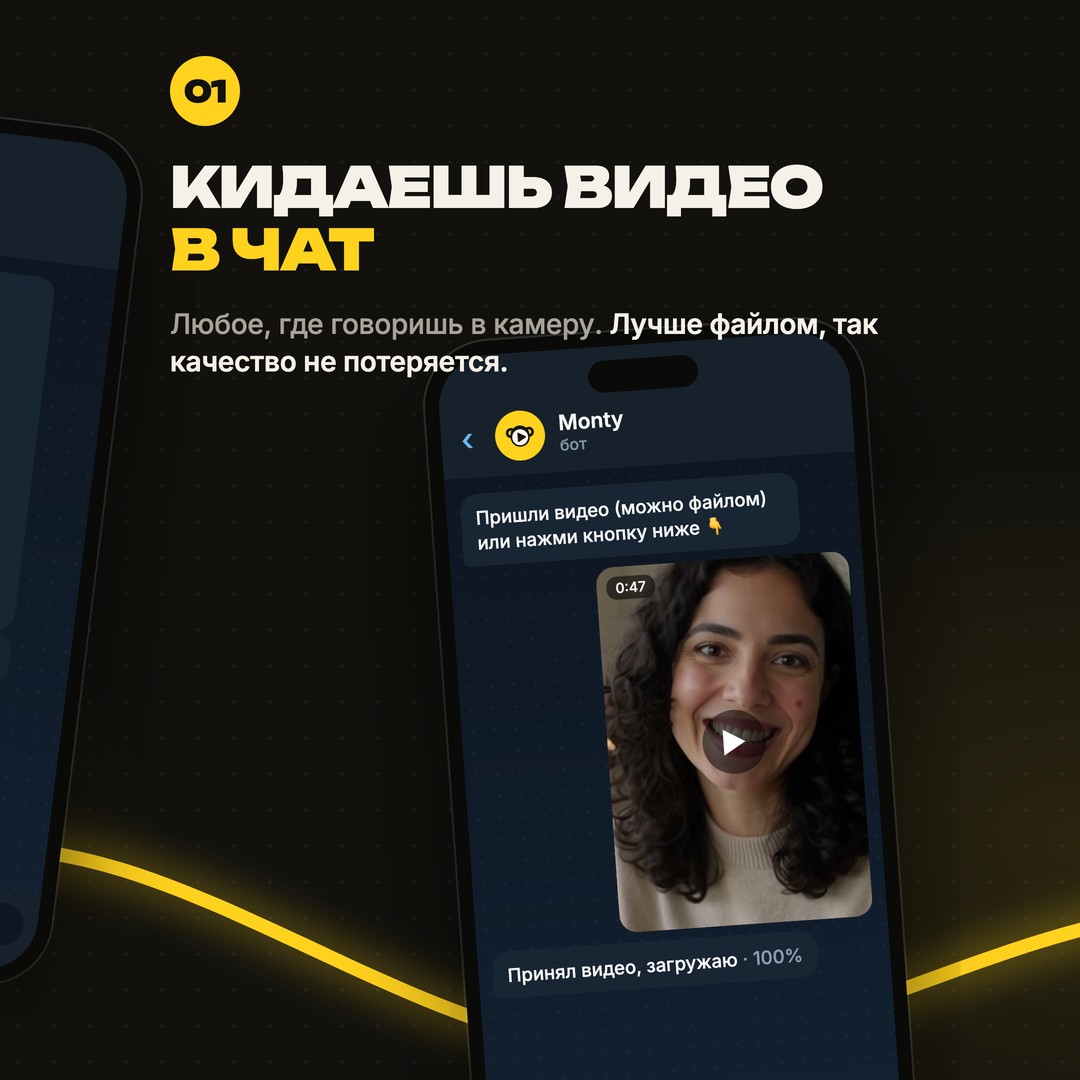 01
КИДАЕШЬ ВИДЕО
В ЧАТ
Любое, где говоришь в камеру. Лучше файлом, так
качество не потеряется.
Monty
бот
Пришли видео (можно файлом)
или нажми кнопку ниже 👇
0:47
Принял видео, загружаю · 100%